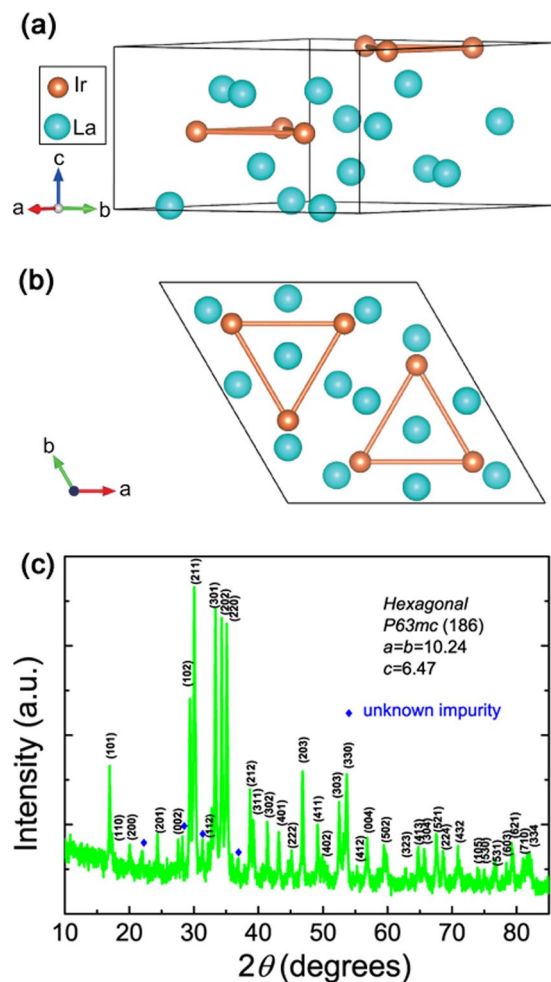 (a)
Ir
La
c
a
b
(b)
b
a
(c)
Intensity (a.u.)
(101)
(110)
(200)
(201)
(002)
(102)
(211)
(112)
(301)
(202)
(220)
(212)
(311)
(302)
(401)
(222)
(203)
(411)
(402)
(303)
(330)
(412)
(004)
(502)
(323)
(413)
(304)
(521)
(224)
(432
(530)
(531)
(603)
(621)
(710)
(334
Hexagonal
P63mc (186)
a=b=10.24
c=6.47
unknown impurity
10 20 30 40 50 60 70 80
2θ (degrees)